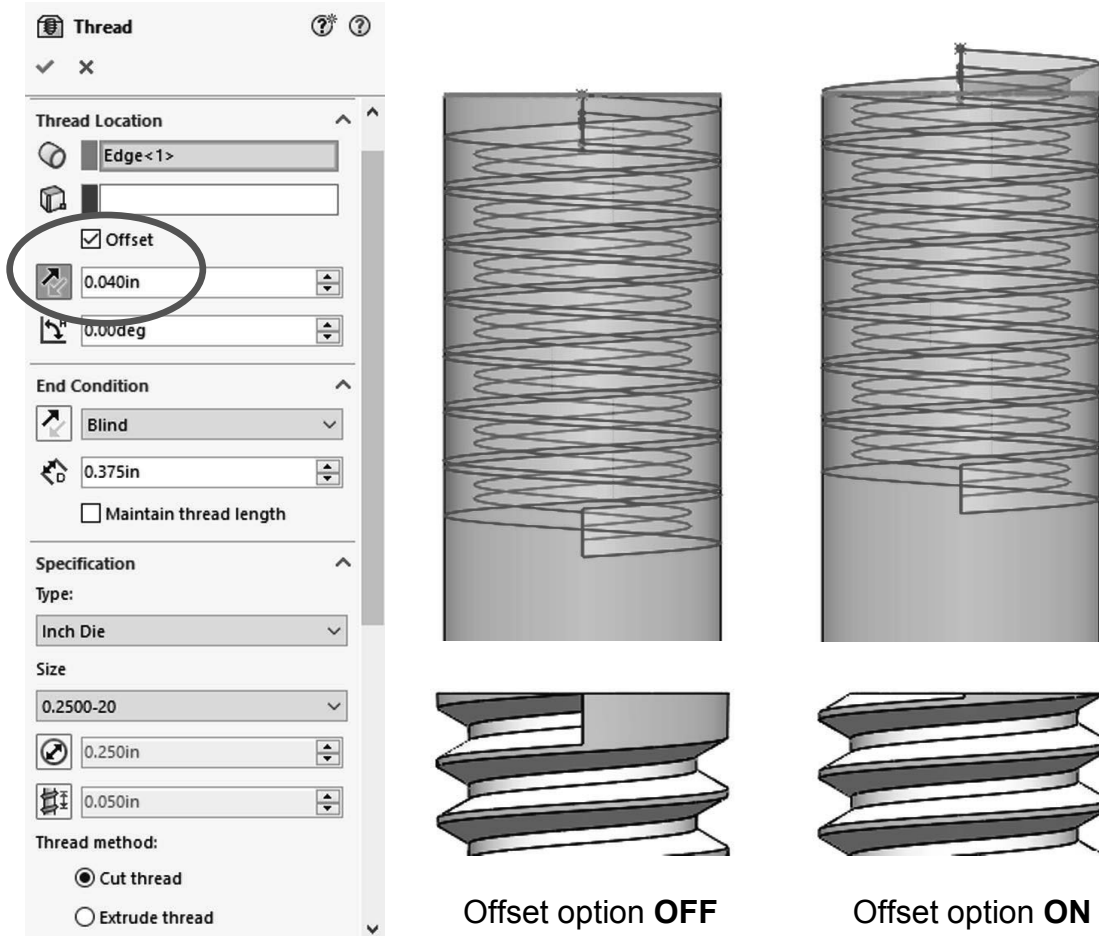 Thread
Thread Location
Edge<1>
Offset
0.040in
0.00deg
End Condition
Blind
D
0.375in
Maintain thread length
Specification
Type:
Inch Die
Size
0.2500-20
0.250in
0.050in
Thread method:
Cut thread
Extrude thread
Offset option OFF
Offset option ON